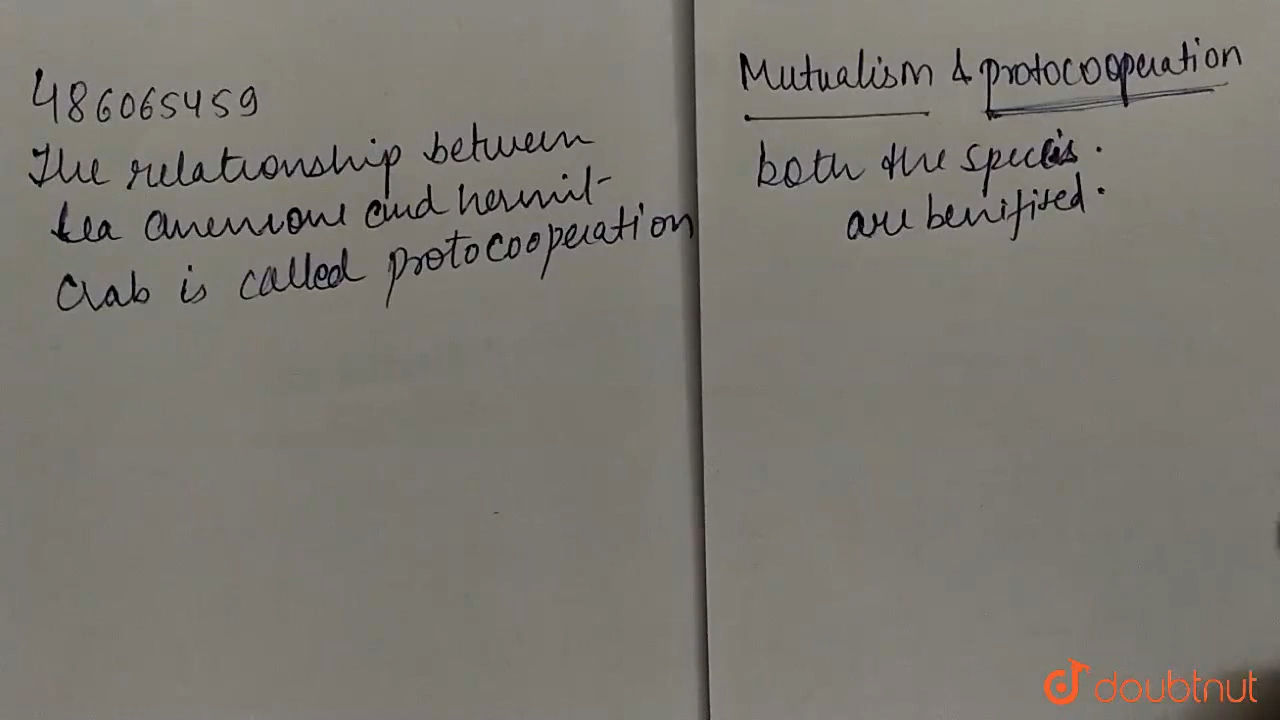 486065459
The relationship between
sea anemone and hermit-
Crab is called protocooperation
Mutualism & protocooperation
both the species.
are benifited.
doubtnut